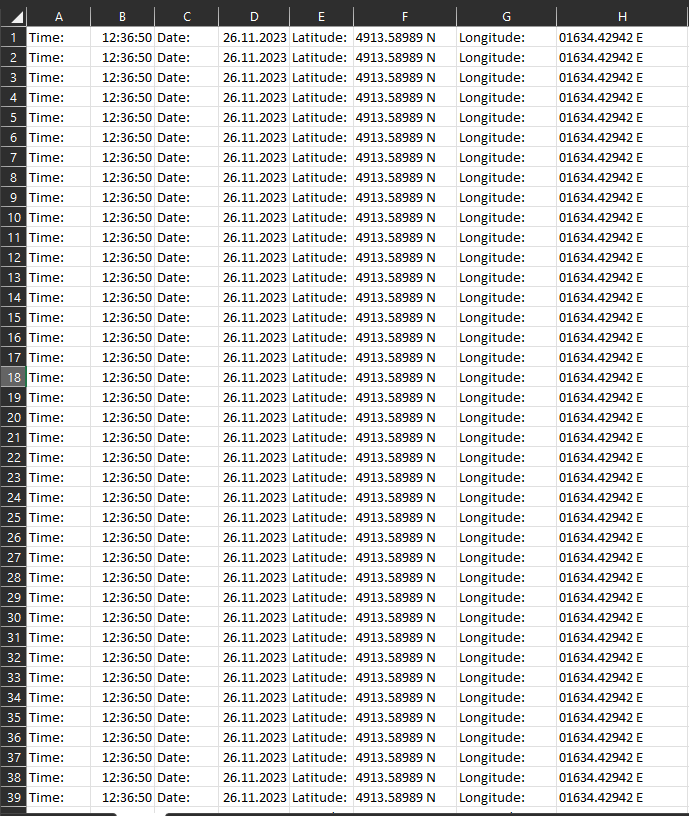 A B C D E F G H
1 Time: 12:36:50 Date: 26.11.2023 Latitude: 4913.58989 N Longitude: 01634.42942 E
2 Time: 12:36:50 Date: 26.11.2023 Latitude: 4913.58989 N Longitude: 01634.42942 E
3 Time: 12:36:50 Date: 26.11.2023 Latitude: 4913.58989 N Longitude: 01634.42942 E
4 Time: 12:36:50 Date: 26.11.2023 Latitude: 4913.58989 N Longitude: 01634.42942 E
5 Time: 12:36:50 Date: 26.11.2023 Latitude: 4913.58989 N Longitude: 01634.42942 E
6 Time: 12:36:50 Date: 26.11.2023 Latitude: 4913.58989 N Longitude: 01634.42942 E
7 Time: 12:36:50 Date: 26.11.2023 Latitude: 4913.58989 N Longitude: 01634.42942 E
8 Time: 12:36:50 Date: 26.11.2023 Latitude: 4913.58989 N Longitude: 01634.42942 E
9 Time: 12:36:50 Date: 26.11.2023 Latitude: 4913.58989 N Longitude: 01634.42942 E
10 Time: 12:36:50 Date: 26.11.2023 Latitude: 4913.58989 N Longitude: 01634.42942 E
11 Time: 12:36:50 Date: 26.11.2023 Latitude: 4913.58989 N Longitude: 01634.42942 E
12 Time: 12:36:50 Date: 26.11.2023 Latitude: 4913.58989 N Longitude: 01634.42942 E
13 Time: 12:36:50 Date: 26.11.2023 Latitude: 4913.58989 N Longitude: 01634.42942 E
14 Time: 12:36:50 Date: 26.11.2023 Latitude: 4913.58989 N Longitude: 01634.42942 E
15 Time: 12:36:50 Date: 26.11.2023 Latitude: 4913.58989 N Longitude: 01634.42942 E
16 Time: 12:36:50 Date: 26.11.2023 Latitude: 4913.58989 N Longitude: 01634.42942 E
17 Time: 12:36:50 Date: 26.11.2023 Latitude: 4913.58989 N Longitude: 01634.42942 E
18 Time: 12:36:50 Date: 26.11.2023 Latitude: 4913.58989 N Longitude: 01634.42942 E
19 Time: 12:36:50 Date: 26.11.2023 Latitude: 4913.58989 N Longitude: 01634.42942 E
20 Time: 12:36:50 Date: 26.11.2023 Latitude: 4913.58989 N Longitude: 01634.42942 E
21 Time: 12:36:50 Date: 26.11.2023 Latitude: 4913.58989 N Longitude: 01634.42942 E
22 Time: 12:36:50 Date: 26.11.2023 Latitude: 4913.58989 N Longitude: 01634.42942 E
23 Time: 12:36:50 Date: 26.11.2023 Latitude: 4913.58989 N Longitude: 01634.42942 E
24 Time: 12:36:50 Date: 26.11.2023 Latitude: 4913.58989 N Longitude: 01634.42942 E
25 Time: 12:36:50 Date: 26.11.2023 Latitude: 4913.58989 N Longitude: 01634.42942 E
26 Time: 12:36:50 Date: 26.11.2023 Latitude: 4913.58989 N Longitude: 01634.42942 E
27 Time: 12:36:50 Date: 26.11.2023 Latitude: 4913.58989 N Longitude: 01634.42942 E
28 Time: 12:36:50 Date: 26.11.2023 Latitude: 4913.58989 N Longitude: 01634.42942 E
29 Time: 12:36:50 Date: 26.11.2023 Latitude: 4913.58989 N Longitude: 01634.42942 E
30 Time: 12:36:50 Date: 26.11.2023 Latitude: 4913.58989 N Longitude: 01634.42942 E
31 Time: 12:36:50 Date: 26.11.2023 Latitude: 4913.58989 N Longitude: 01634.42942 E
32 Time: 12:36:50 Date: 26.11.2023 Latitude: 4913.58989 N Longitude: 01634.42942 E
33 Time: 12:36:50 Date: 26.11.2023 Latitude: 4913.58989 N Longitude: 01634.42942 E
34 Time: 12:36:50 Date: 26.11.2023 Latitude: 4913.58989 N Longitude: 01634.42942 E
35 Time: 12:36:50 Date: 26.11.2023 Latitude: 4913.58989 N Longitude: 01634.42942 E
36 Time: 12:36:50 Date: 26.11.2023 Latitude: 4913.58989 N Longitude: 01634.42942 E
37 Time: 12:36:50 Date: 26.11.2023 Latitude: 4913.58989 N Longitude: 01634.42942 E
38 Time: 12:36:50 Date: 26.11.2023 Latitude: 4913.58989 N Longitude: 01634.42942 E
39 Time: 12:36:50 Date: 26.11.2023 Latitude: 4913.58989 N Longitude: 01634.42942 E